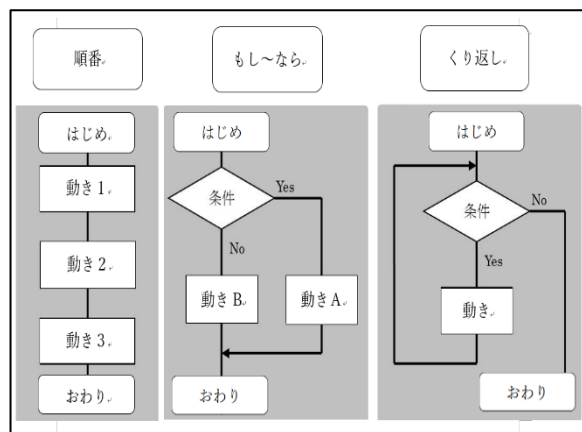 順番
はじめ
動き1
動き2
動き3
おわり
もし～なら
はじめ
条件
Yes
No
動きB
動きA
おわり
くり返し
はじめ
条件
No
Yes
動き
おわり